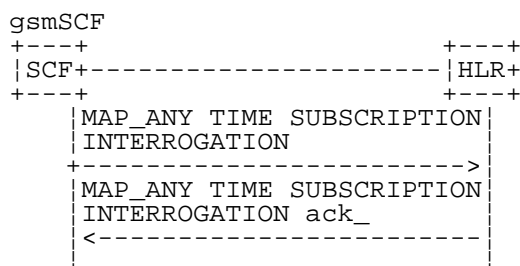 gsmSCF
SCF
HLR
MAP_ANY TIME SUBSCRIPTION
INTERROGATION
MAP_ANY TIME SUBSCRIPTION
INTERROGATION ack_